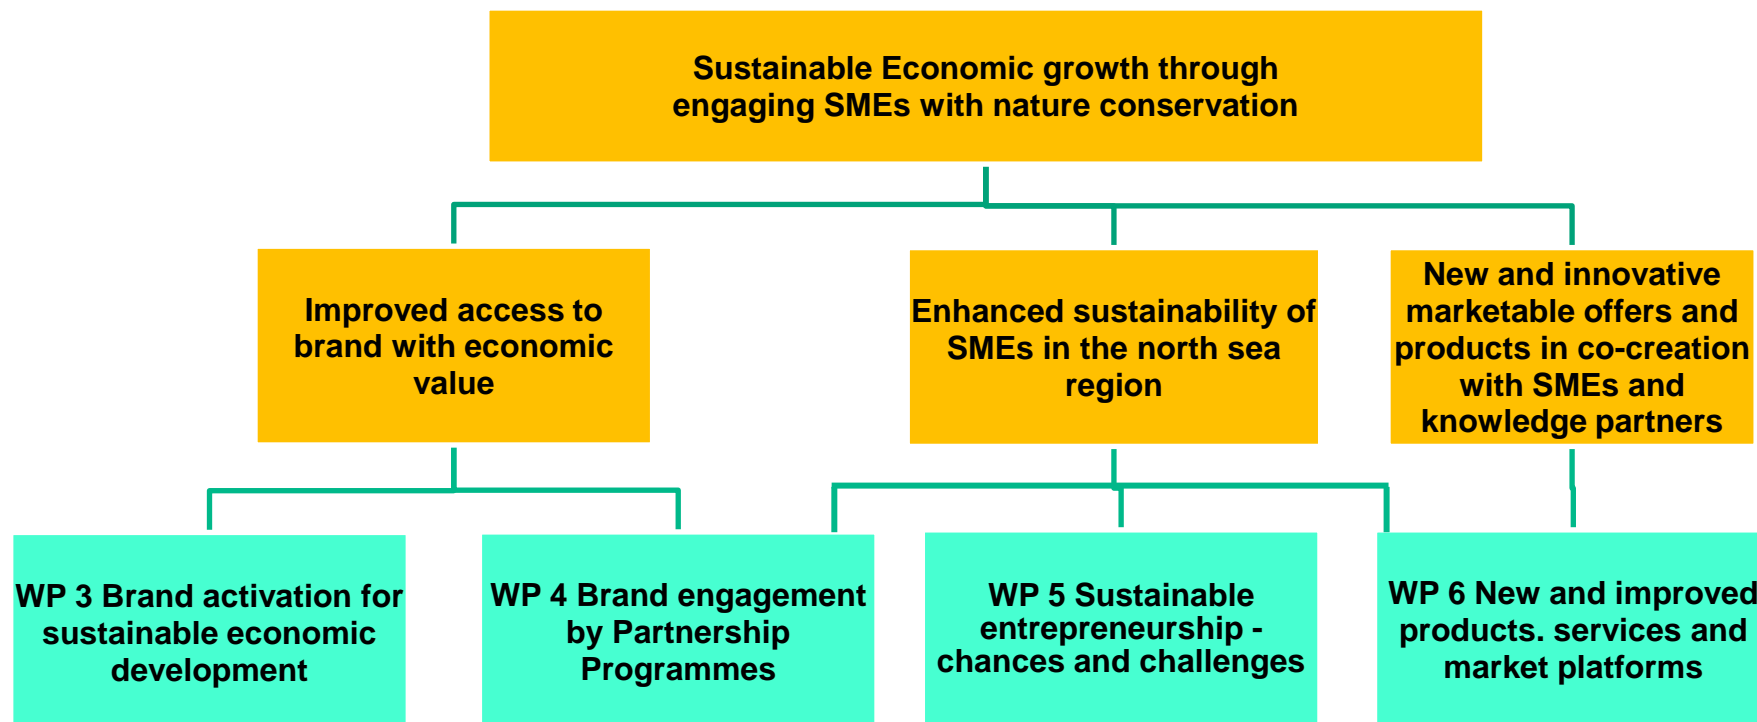 Sustainable Economic growth through
engaging SMEs with nature conservation
Improved access to
brand with economic
value
Enhanced sustainability of
SMEs in the north sea
region
New and innovative
marketable offers and
products in co-creation
with SMEs and
knowledge partners
WP 3 Brand activation for
sustainable economic
development
WP 4 Brand engagement
by Partnership
Programmes
WP 5 Sustainable
entrepreneurship -
chances and challenges
WP 6 New and improved
products. services and
market platforms